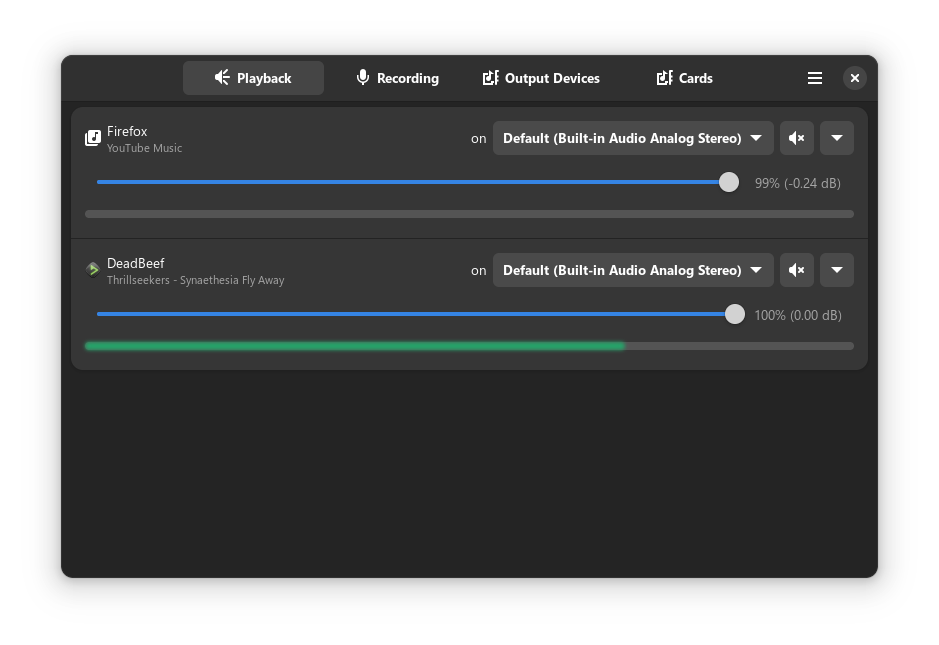 Playback Recording Output Devices Cards
Firefox
YouTube Music
on Default (Built-in Audio Analog Stereo)
99% (-0.24 dB)
DeadBeef
Thrillseekers - Synaethesia Fly Away
on Default (Built-in Audio Analog Stereo)
100% (0.00 dB)